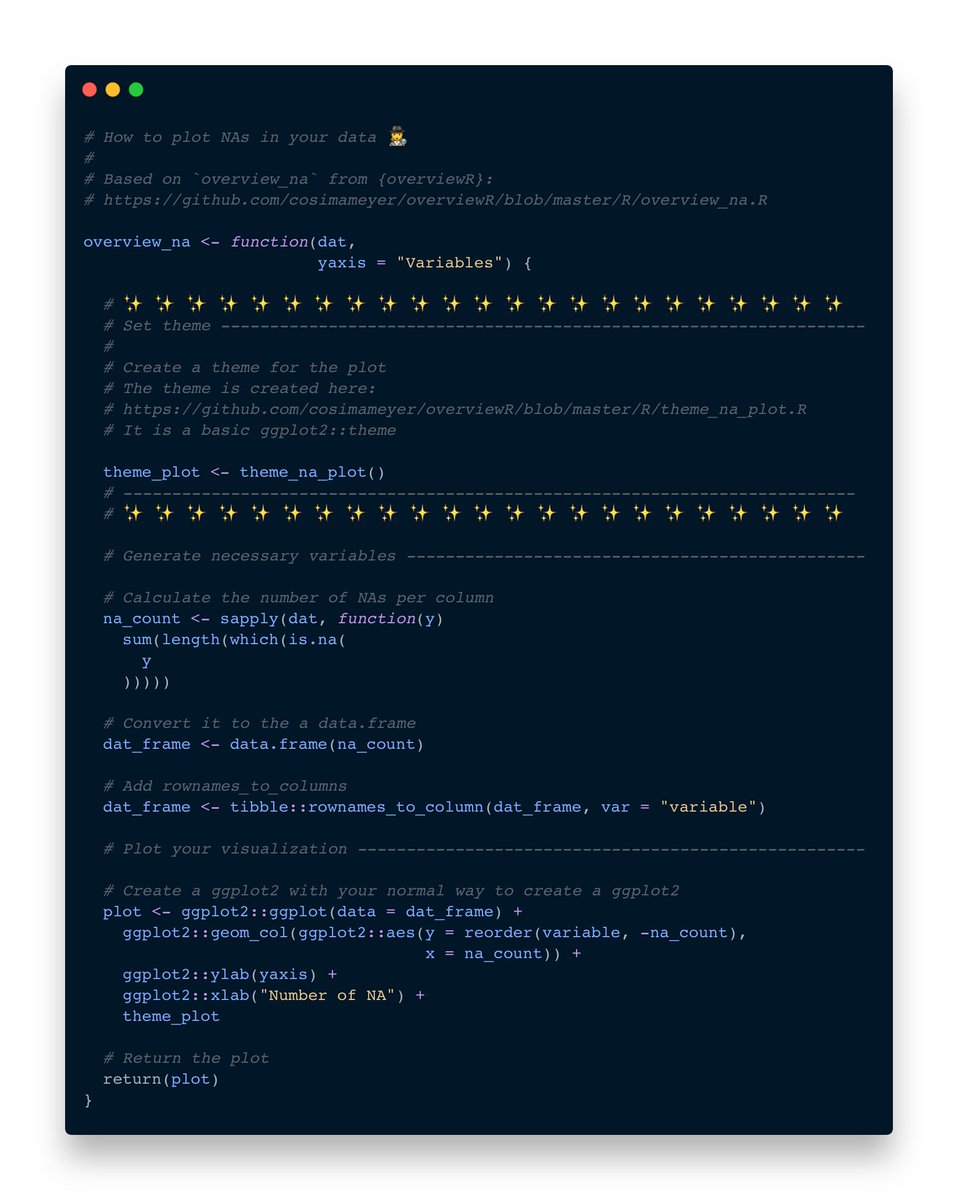 # How to plot NAs in your data 🕵️‍♀️
#
# Based on `overview_na` from {overviewR}:
# https://github.com/cosimameyer/overviewR/blob/master/R/overview_na.R

overview_na <- function(dat,
                        yaxis = "Variables") {

  # ✨ ✨ ✨ ✨ ✨ ✨ ✨ ✨ ✨ ✨ ✨ ✨ ✨ ✨ ✨ ✨ ✨ ✨ ✨ ✨ ✨ ✨ ✨
  # Set theme ------------------------------------------------------------------
  #
  # Create a theme for the plot
  # The theme is created here:
  # https://github.com/cosimameyer/overviewR/blob/master/R/theme_na_plot.R
  # It is a basic ggplot2::theme

  theme_plot <- theme_na_plot()
  # ---------------------------------------------------------------------------
  # ✨ ✨ ✨ ✨ ✨ ✨ ✨ ✨ ✨ ✨ ✨ ✨ ✨ ✨ ✨ ✨ ✨ ✨ ✨ ✨ ✨ ✨ ✨

  # Generate necessary variables -----------------------------------------------

  # Calculate the number of NAs per column
  na_count <- sapply(dat, function(y)
    sum(length(which(is.na(
      y
    )))))

  # Convert it to the a data.frame
  dat_frame <- data.frame(na_count)

  # Add rownames_to_columns
  dat_frame <- tibble::rownames_to_column(dat_frame, var = "variable")

  # Plot your visualization ----------------------------------------------------

  # Create a ggplot2 with your normal way to create a ggplot2
  plot <- ggplot2::ggplot(data = dat_frame) +
    ggplot2::geom_col(ggplot2::aes(y = reorder(variable, -na_count),
                                   x = na_count)) +
    ggplot2::ylab(yaxis) +
    ggplot2::xlab("Number of NA") +
    theme_plot

  # Return the plot
  return(plot)
}